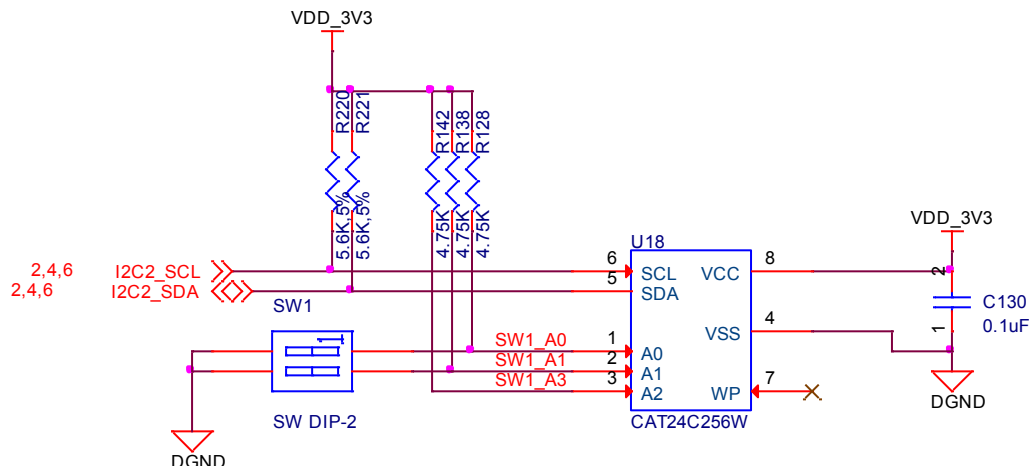 VDD_3V3
R220
R221
R142
R138
R128
5.6K,5%
5.6K,5%
4.75K
4.75K
4.75K
2,4,6 I2C2_SCL
2,4,6 I2C2_SDA
SW1
1
SW DIP-2
DGND
SW1_A0
SW1_A1
SW1_A3
U18
6 SCL VCC 8
5 SDA
VSS 4
1 A0
2 A1
3 A2 WP 7
CAT24C256W
VDD_3V3
2
C130
0.1uF
1
DGND